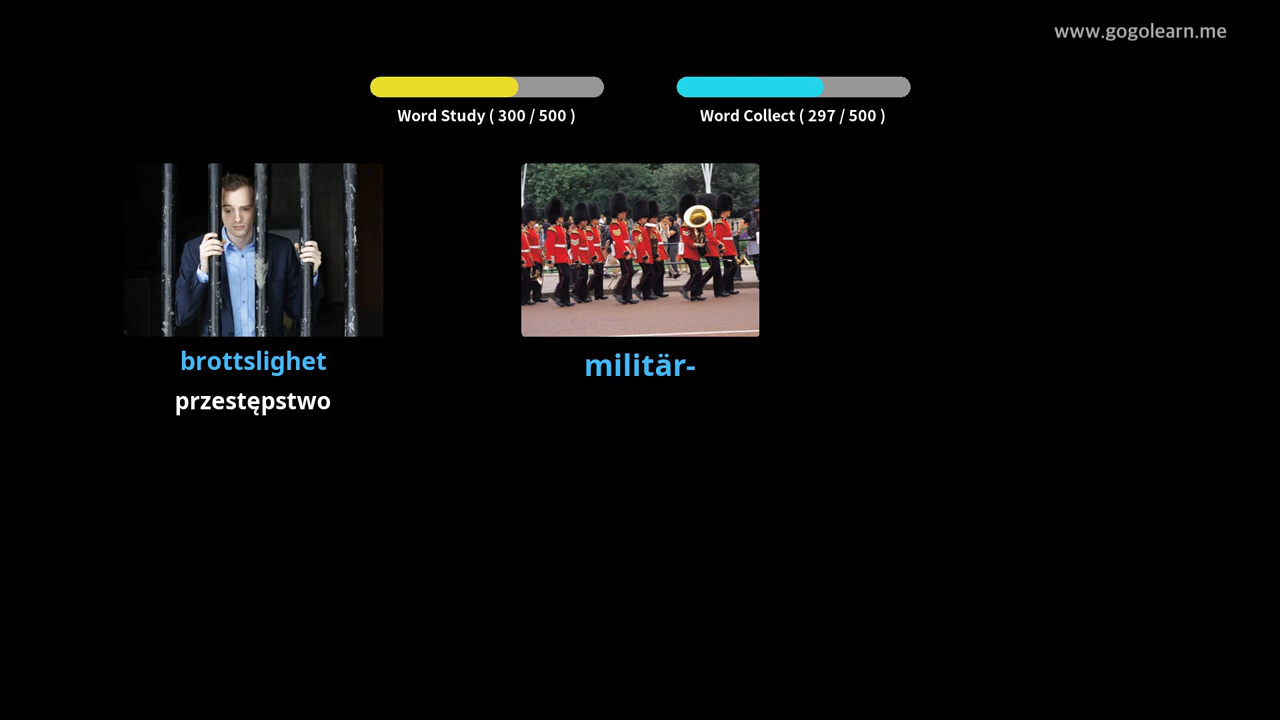 www.gogolearn.me
Word Study ( 300 / 500 )
Word Collect ( 297 / 500 )
brottslighet
przestępstwo
militär-